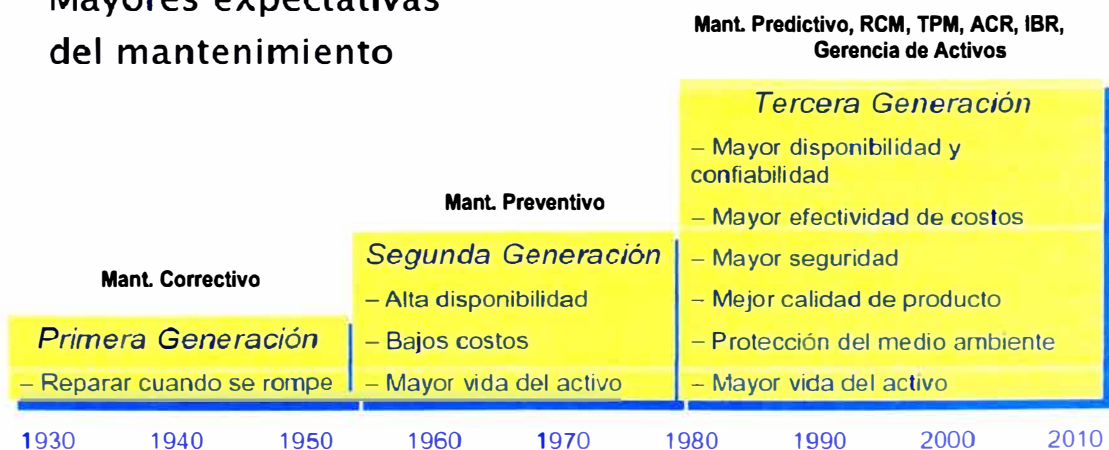 Mayores expectativas
del mantenimiento
Mant. Predictivo, RCM, TPM, ACR, IBR,
Gerencia de Activos
Tercera Generación
– Mayor disponibilidad y
confiabilidad
– Mayor efectividad de costos
– Mayor seguridad
– Mejor calidad de producto
– Protección del medio ambiente
– Mayor vida del activo
Mant. Preventivo
Segunda Generación
– Alta disponibilidad
– Bajos costos
– Mayor vida del activo
Mant. Correctivo
Primera Generación
– Reparar cuando se rompe
1930 1940 1950 1960 1970 1980 1990 2000 2010